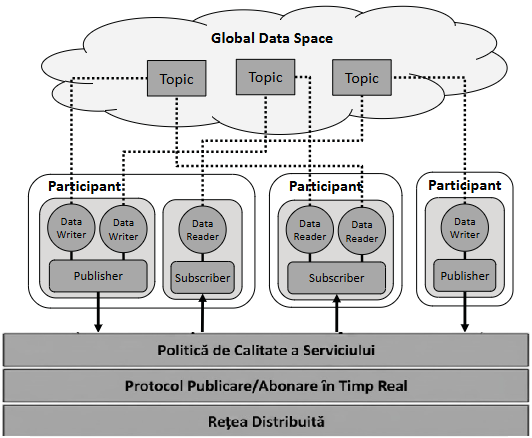 Global Data Space
Topic
Topic
Topic
Participant
Participant
Participant
Data
Writer
Data
Writer
Data
Reader
Data
Reader
Data
Reader
Data
Writer
Publisher
Subscriber
Subscriber
Publisher
Politică de Calitate a Serviciului
Protocol Publicare/Abonare în Timp Real
Rețea Distribuită